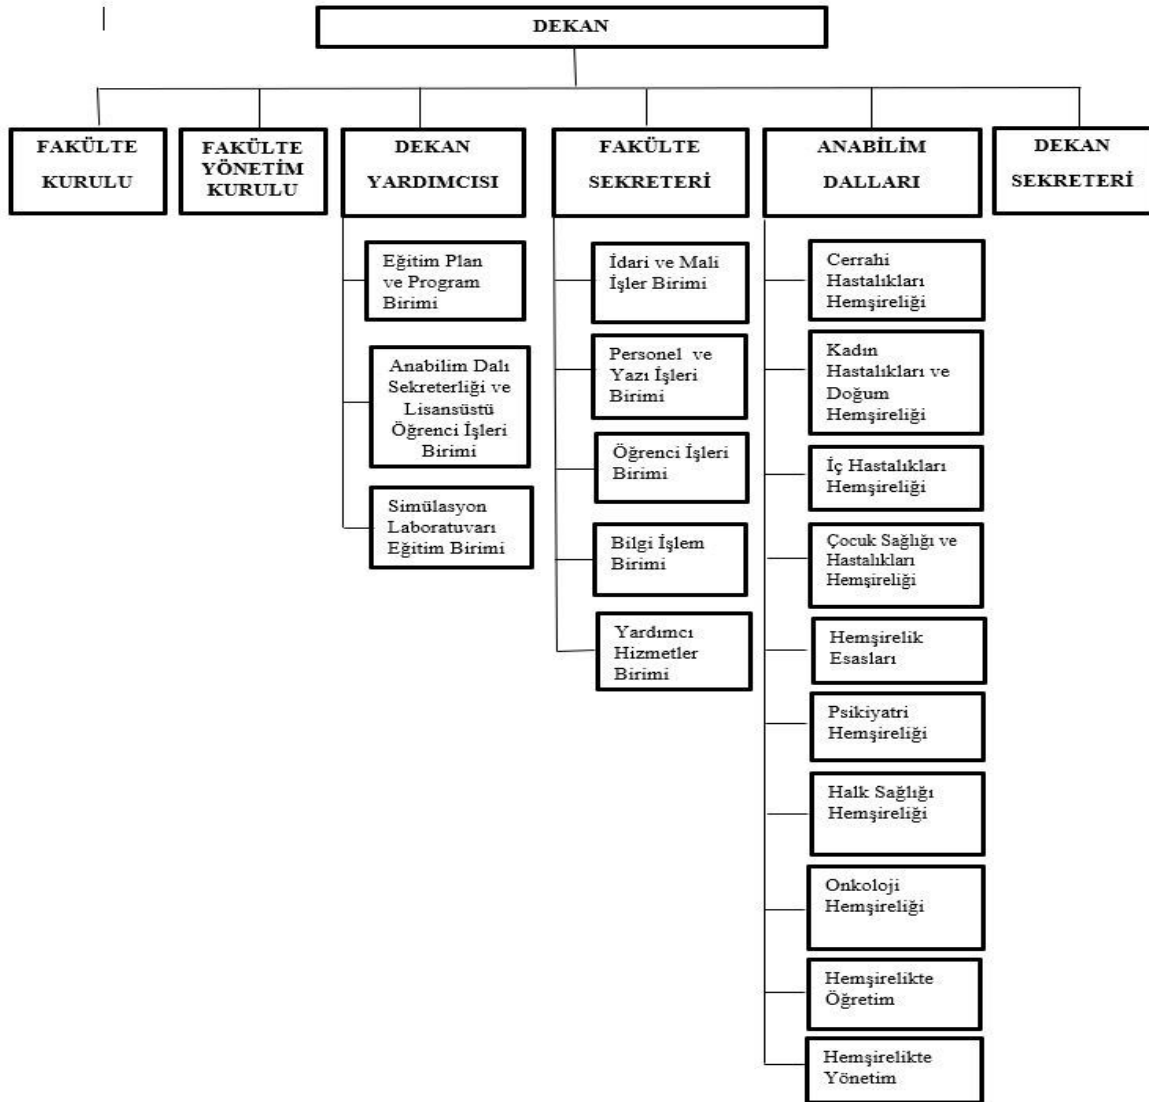 DEKAN
FAKÜLTE
KURULU
FAKÜLTE
YÖNETİM
KURULU
DEKAN
YARDIMCISI
FAKÜLTE
SEKRETERİ
ANABİLİM
DALLARI
DEKAN
SEKRETERİ
Eğitim Plan
ve Program
Birimi
Anabilim Dalı
Sekreterliği ve
Lisansüstü
Öğrenci İşleri
Birimi
Simülasyon
Laboratuvarı
Eğitim Birimi
İdari ve Mali
İşler Birimi
Personel ve
Yazı İşleri
Birimi
Öğrenci İşleri
Birimi
Bilgi İşlem
Birimi
Yardımcı
Hizmetler
Birimi
Cerrahi
Hastalıkları
Hemşireliği
Kadın
Hastalıkları ve
Doğum
Hemşireliği
İç Hastalıkları
Hemşireliği
Çocuk Sağlığı ve
Hastalıkları
Hemşireliği
Hemşirelik
Esasları
Psikiyatri
Hemşireliği
Halk Sağlığı
Hemşireliği
Onkoloji
Hemşireliği
Hemşirelikte
Öğretim
Hemşirelikte
Yönetim